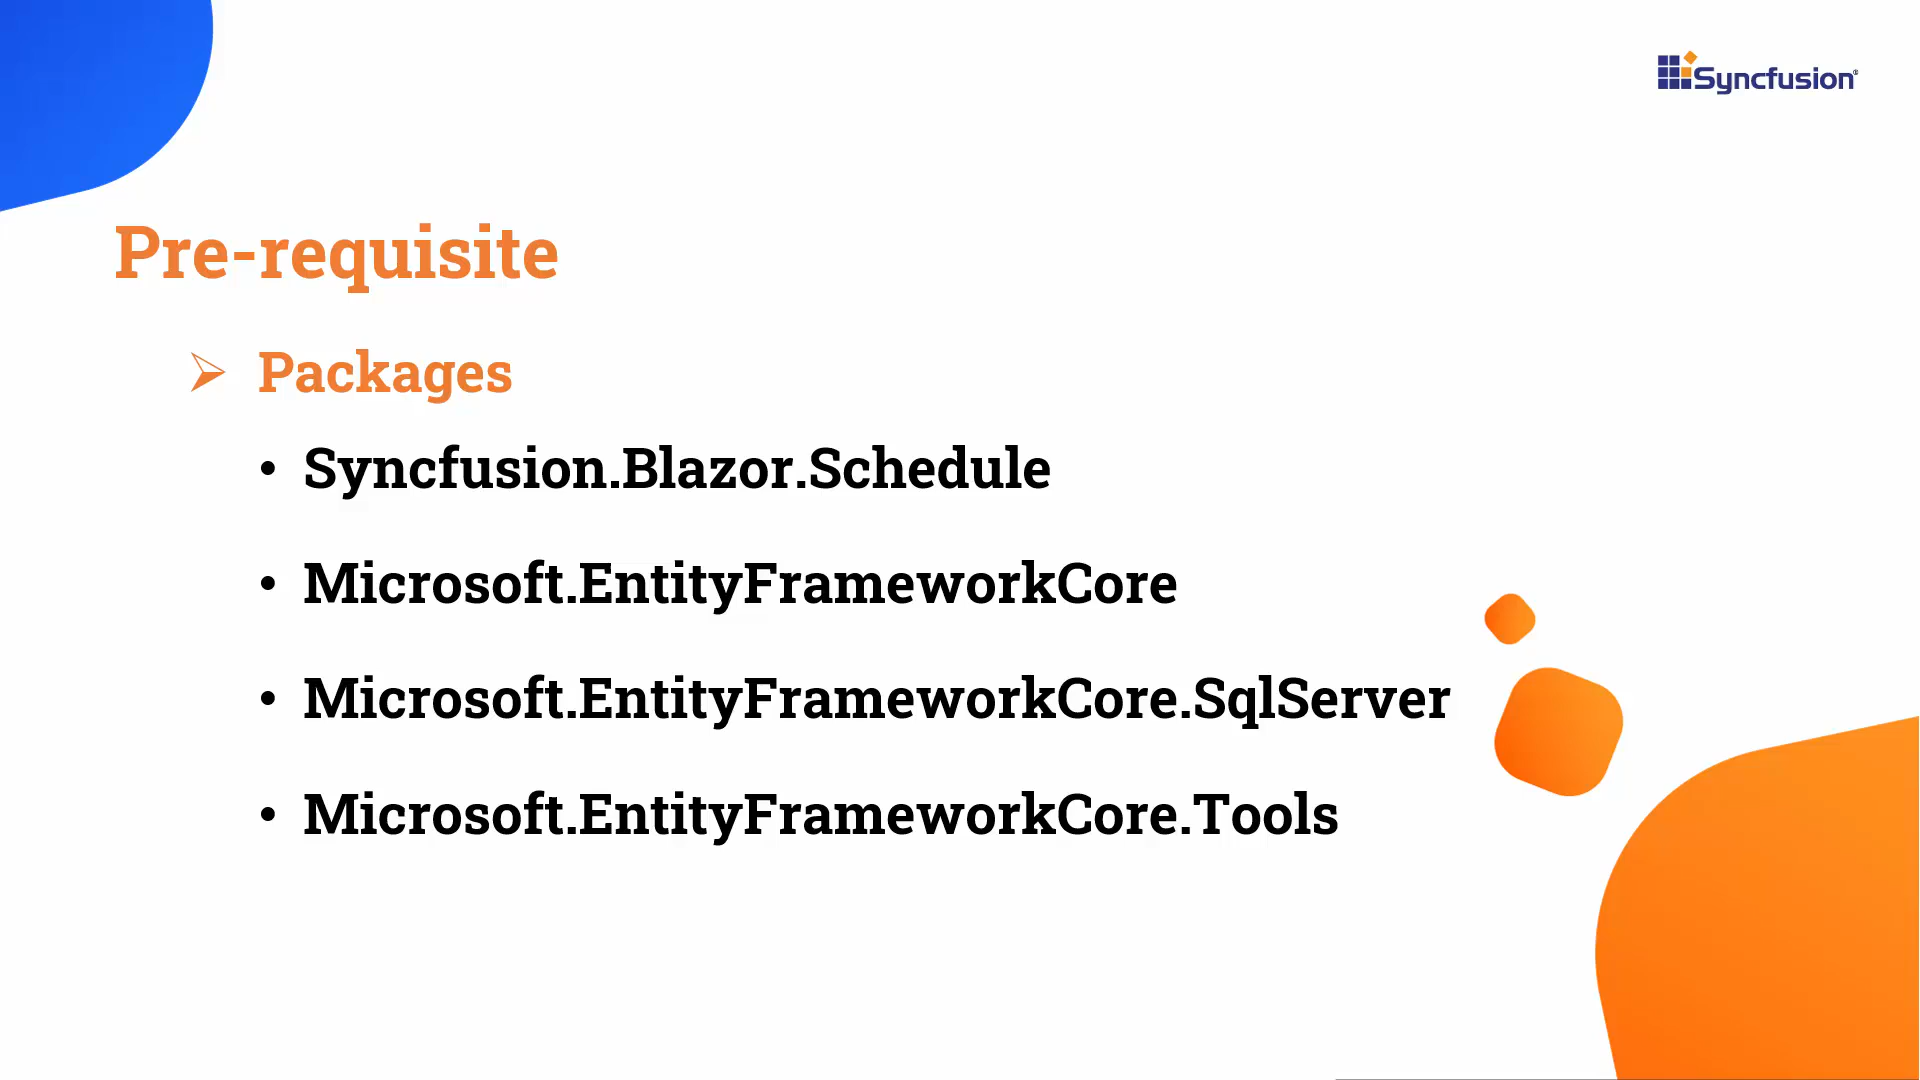 Syncfusion®
Pre-requisite
➢ Packages
• Syncfusion.Blazor.Schedule
• Microsoft.EntityFrameworkCore
• Microsoft.EntityFrameworkCore.SqlServer
• Microsoft.EntityFrameworkCore.Tools